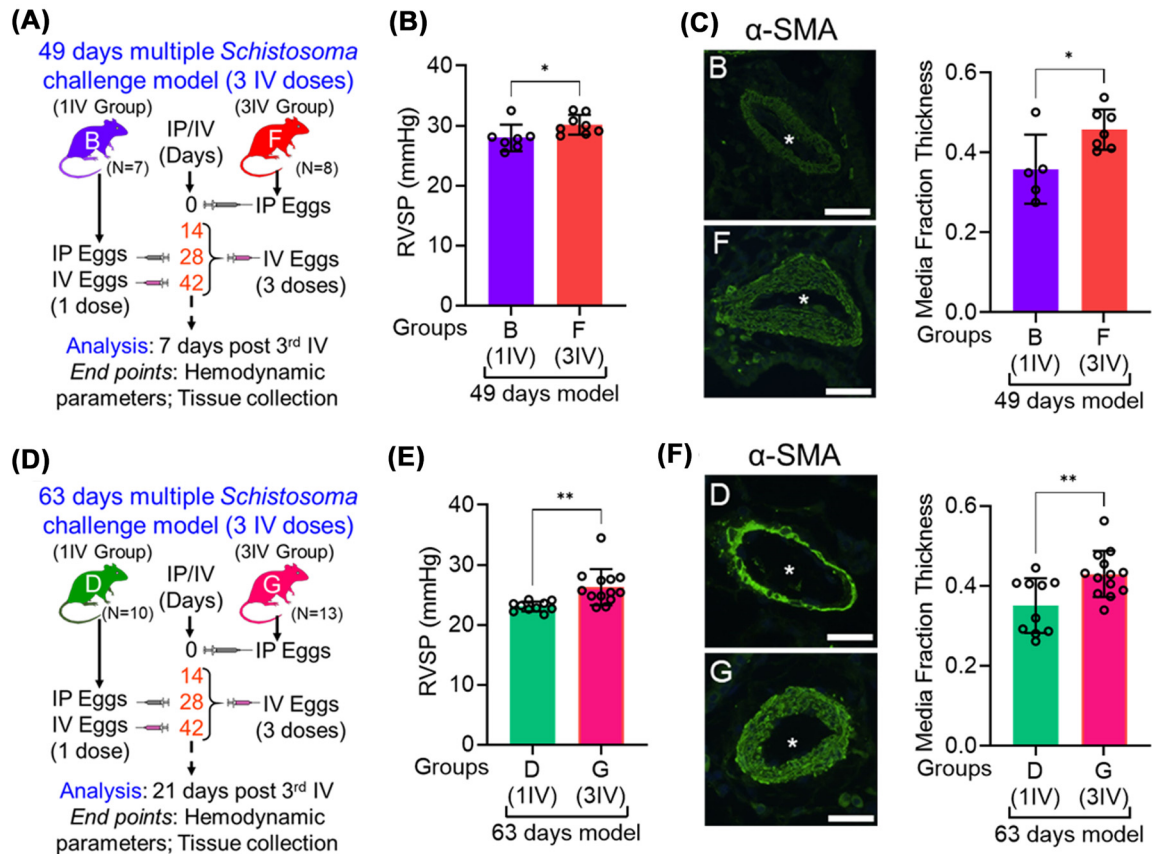 (A)
49 days multiple Schistosoma
challenge model (3 IV doses)
(1IV Group)
(3IV Group)
B
IP/IV
(Days)
F
(N=7)
(N=8)
0
IP Eggs
14
IP Eggs
28
IV Eggs
IV Eggs
42
(3 doses)
(1 dose)
Analysis: 7 days post 3rd IV
End points: Hemodynamic
parameters; Tissue collection
(B)
RVSP (mmHg)
40
30
20
10
0
*
Groups
B
F
(1IV)
(3IV)
49 days model
(C)
α-SMA
B
*
F
*
Media Fraction Thickness
0.6
0.4
0.2
0.0
*
Groups
B
F
(1IV)
(3IV)
49 days model
(D)
63 days multiple Schistosoma
challenge model (3 IV doses)
(1IV Group)
(3IV Group)
D
IP/IV
(Days)
G
(N=10)
(N=13)
0
IP Eggs
14
IP Eggs
28
IV Eggs
IV Eggs
42
(3 doses)
(1 dose)
Analysis: 21 days post 3rd IV
End points: Hemodynamic
parameters; Tissue collection
(E)
RVSP (mmHg)
40
30
20
10
0
**
Groups
D
G
(1IV)
(3IV)
63 days model
(F)
α-SMA
D
*
G
*
Media Fraction Thickness
0.6
0.4
0.2
0.0
**
Groups
D
G
(1IV)
(3IV)
63 days model